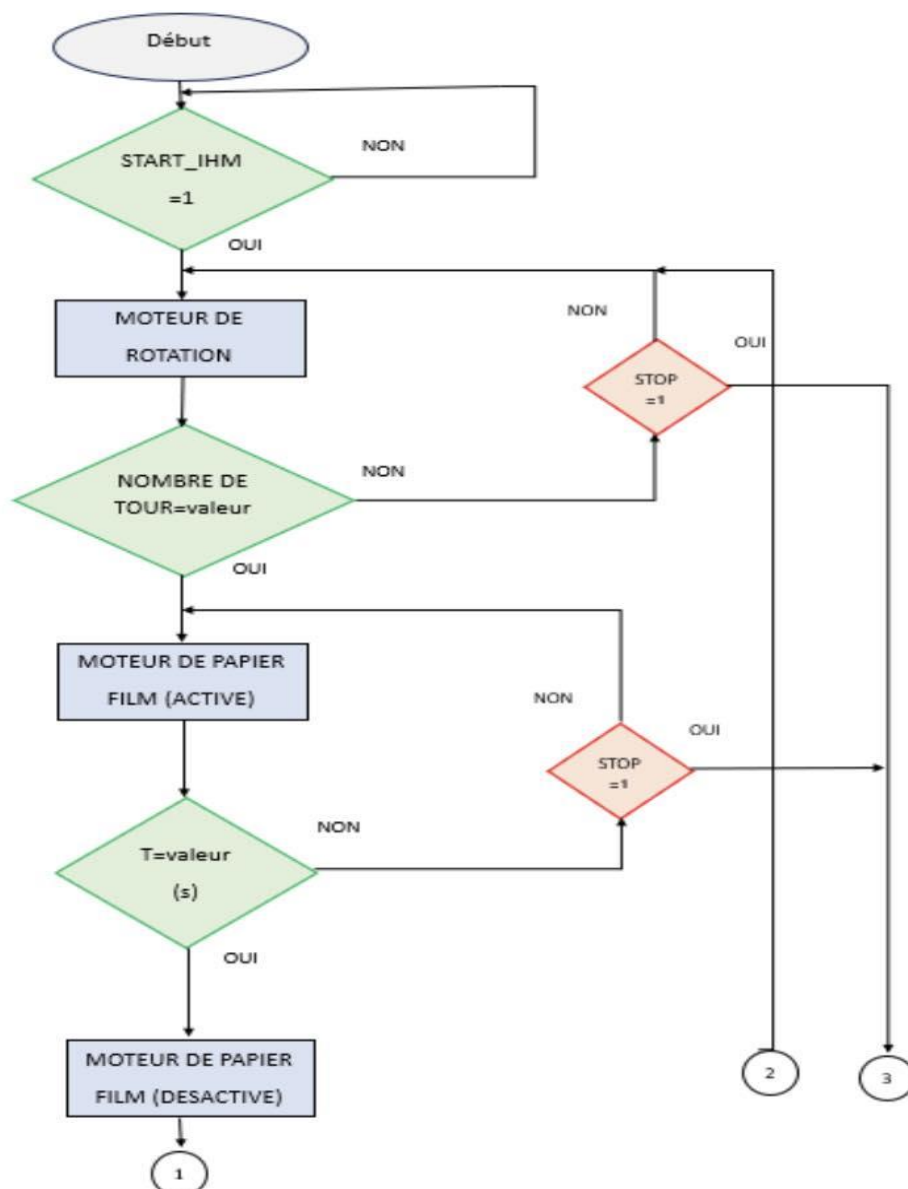 Début
START_IHM
=1
NON
OUI
MOTEUR DE
ROTATION
NON
STOP
=1
OUI
NOMBRE DE
TOUR=valeur
NON
OUI
MOTEUR DE PAPIER
FILM (ACTIVE)
NON
STOP
=1
OUI
T=valeur
(s)
NON
OUI
MOTEUR DE PAPIER
FILM (DESACTIVE)
2
3
1